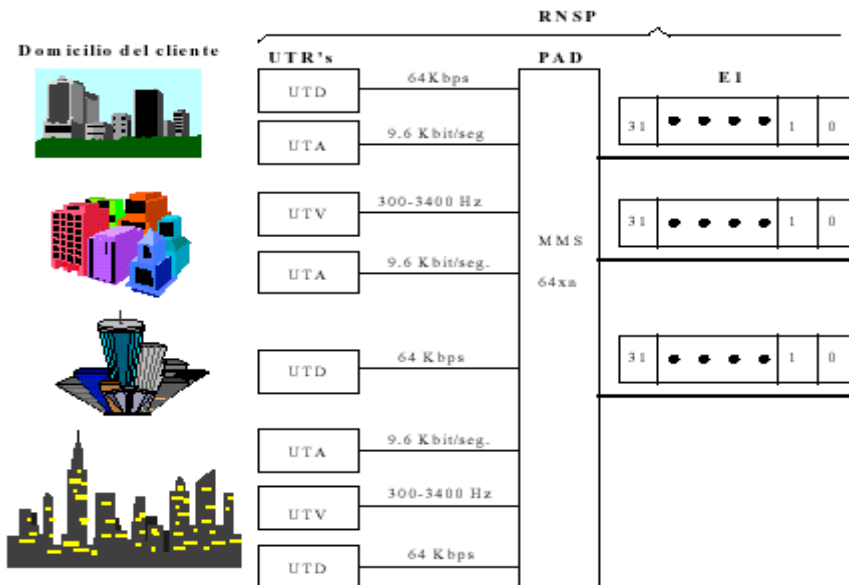 RNSP
Domicilio del cliente
UTR's
PAD
E1
UTD
64Kbps
31
1
0
UTA
9.6 Kbit/seg
UTV
300-3400 Hz
31
1
0
MMS
UTA
9.6 Kbit/seg.
64xn
UTD
64 Kbps
31
1
0
UTA
9.6 Kbit/seg.
UTV
300-3400 Hz
UTD
64 Kbps